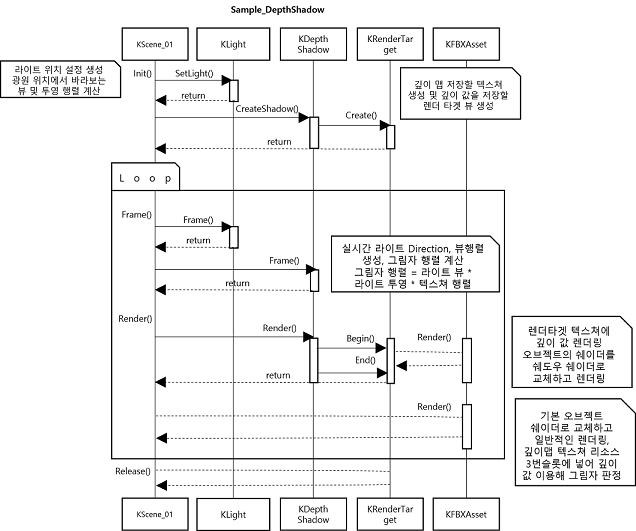 Sample_DepthShadow
KScene_01
KLight
KDepth
Shadow
KRenderTar
get
KFBXAsset
라이트 위치 설정 생성
광원 위치에서 바라보는
뷰 및 투영 행렬 계산
Init()
SetLight()
return
깊이 맵 저장할 텍스쳐
생성 및 깊이 값을 저장할
렌더 타겟 뷰 생성
CreateShadow()
Create()
return
L o o p
Frame()
Frame()
return
실시간 라이트 Direction, 뷰행렬
생성, 그림자 행렬 계산
그림자 행렬 = 라이트 뷰 *
라이트 투영 * 텍스쳐 행렬
Frame()
return
Render()
Render()
Begin()
Render()
End()
return
렌더타겟 텍스쳐에
깊이 값 렌더링
오브젝트의 쉐이더를
쉐도우 쉐이더로
교체하고 렌더링
Render()
기본 오브젝트
쉐이더로 교체하고
일반적인 렌더링,
깊이맵 텍스쳐 리소스
3번슬롯에 넣어 깊이
값 이용해 그림자 판정
Release()
KScene_01
KLight
KDepth
Shadow
KRenderTar
get
KFBXAsset